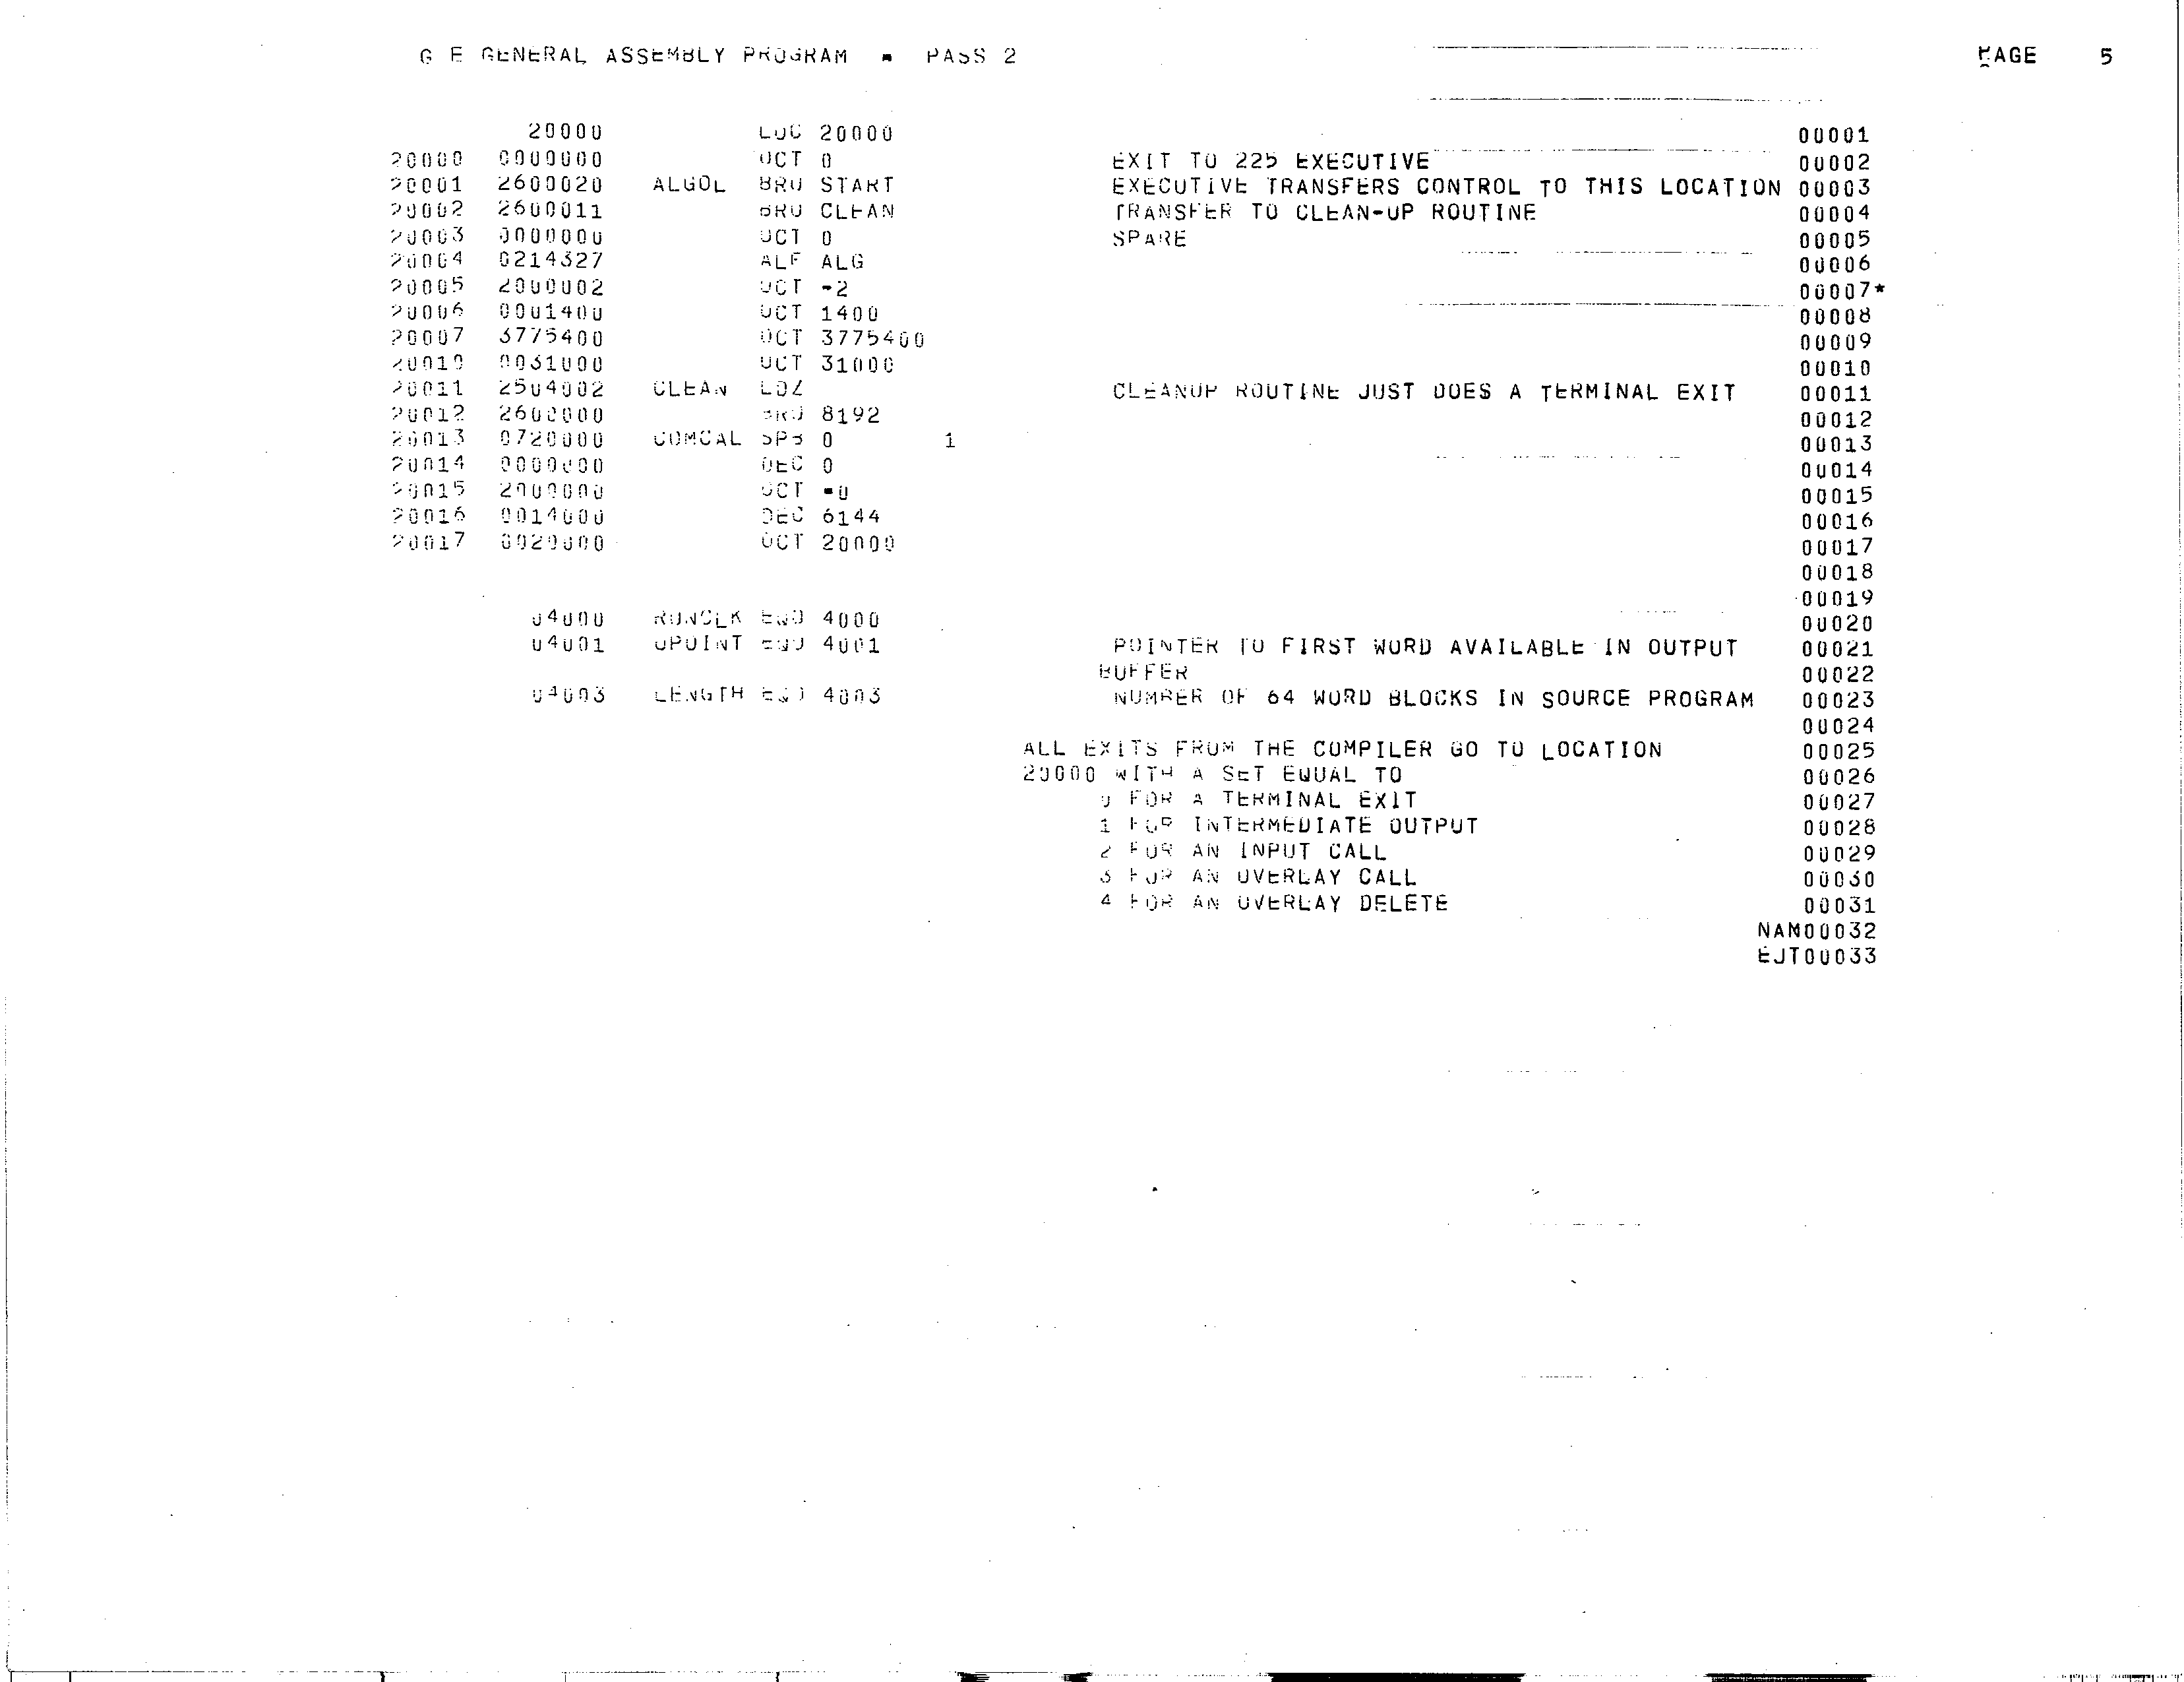 G E GENERAL ASSEMBLY PROGRAM - PASS 2 PAGE 5
20000 LOC 20000 00001
20000 0000000 OCT 0 EXIT TO 225 EXECUTIVE 00002
20001 2600020 ALGOL BRU START EXECUTIVE TRANSFERS CONTROL TO THIS LOCATION 00003
20002 2600011 BRU CLEAN TRANSFER TO CLEAN-UP ROUTINE 00004
20003 0000000 OCT 0 SPARE 00005
20004 0214327 ALF ALG 00006
20005 2000002 OCT -2 00007*
20006 0001400 OCT 1400 00008
20007 3775400 OCT 3775400 00009
20010 0031000 OCT 31000 00010
20011 2504002 CLEAN LDZ CLEANUP ROUTINE JUST DOES A TERMINAL EXIT 00011
20012 2600000 BRU 8192 00012
20013 0720000 COMCAL SPB 0 1 00013
20014 0000000 DEC 0 00014
20015 2000000 OCT -0 00015
20016 0014000 DEC 6144 00016
20017 0020000 OCT 20000 00017
00018
00019
04000 RUNCLK EQU 4000 00020
04001 OPOINT EQU 4001 POINTER TO FIRST WORD AVAILABLE IN OUTPUT 00021
BUFFER 00022
04003 LENGTH EQU 4003 NUMBER OF 64 WORD BLOCKS IN SOURCE PROGRAM 00023
00024
ALL EXITS FROM THE COMPILER GO TO LOCATION 00025
20000 WITH A SET EQUAL TO 00026
0 FOR A TERMINAL EXIT 00027
1 FOR INTERMEDIATE OUTPUT 00028
2 FOR AN INPUT CALL 00029
3 FOR AN OVERLAY CALL 00030
4 FOR AN OVERLAY DELETE 00031
NAM00032
EJT00033